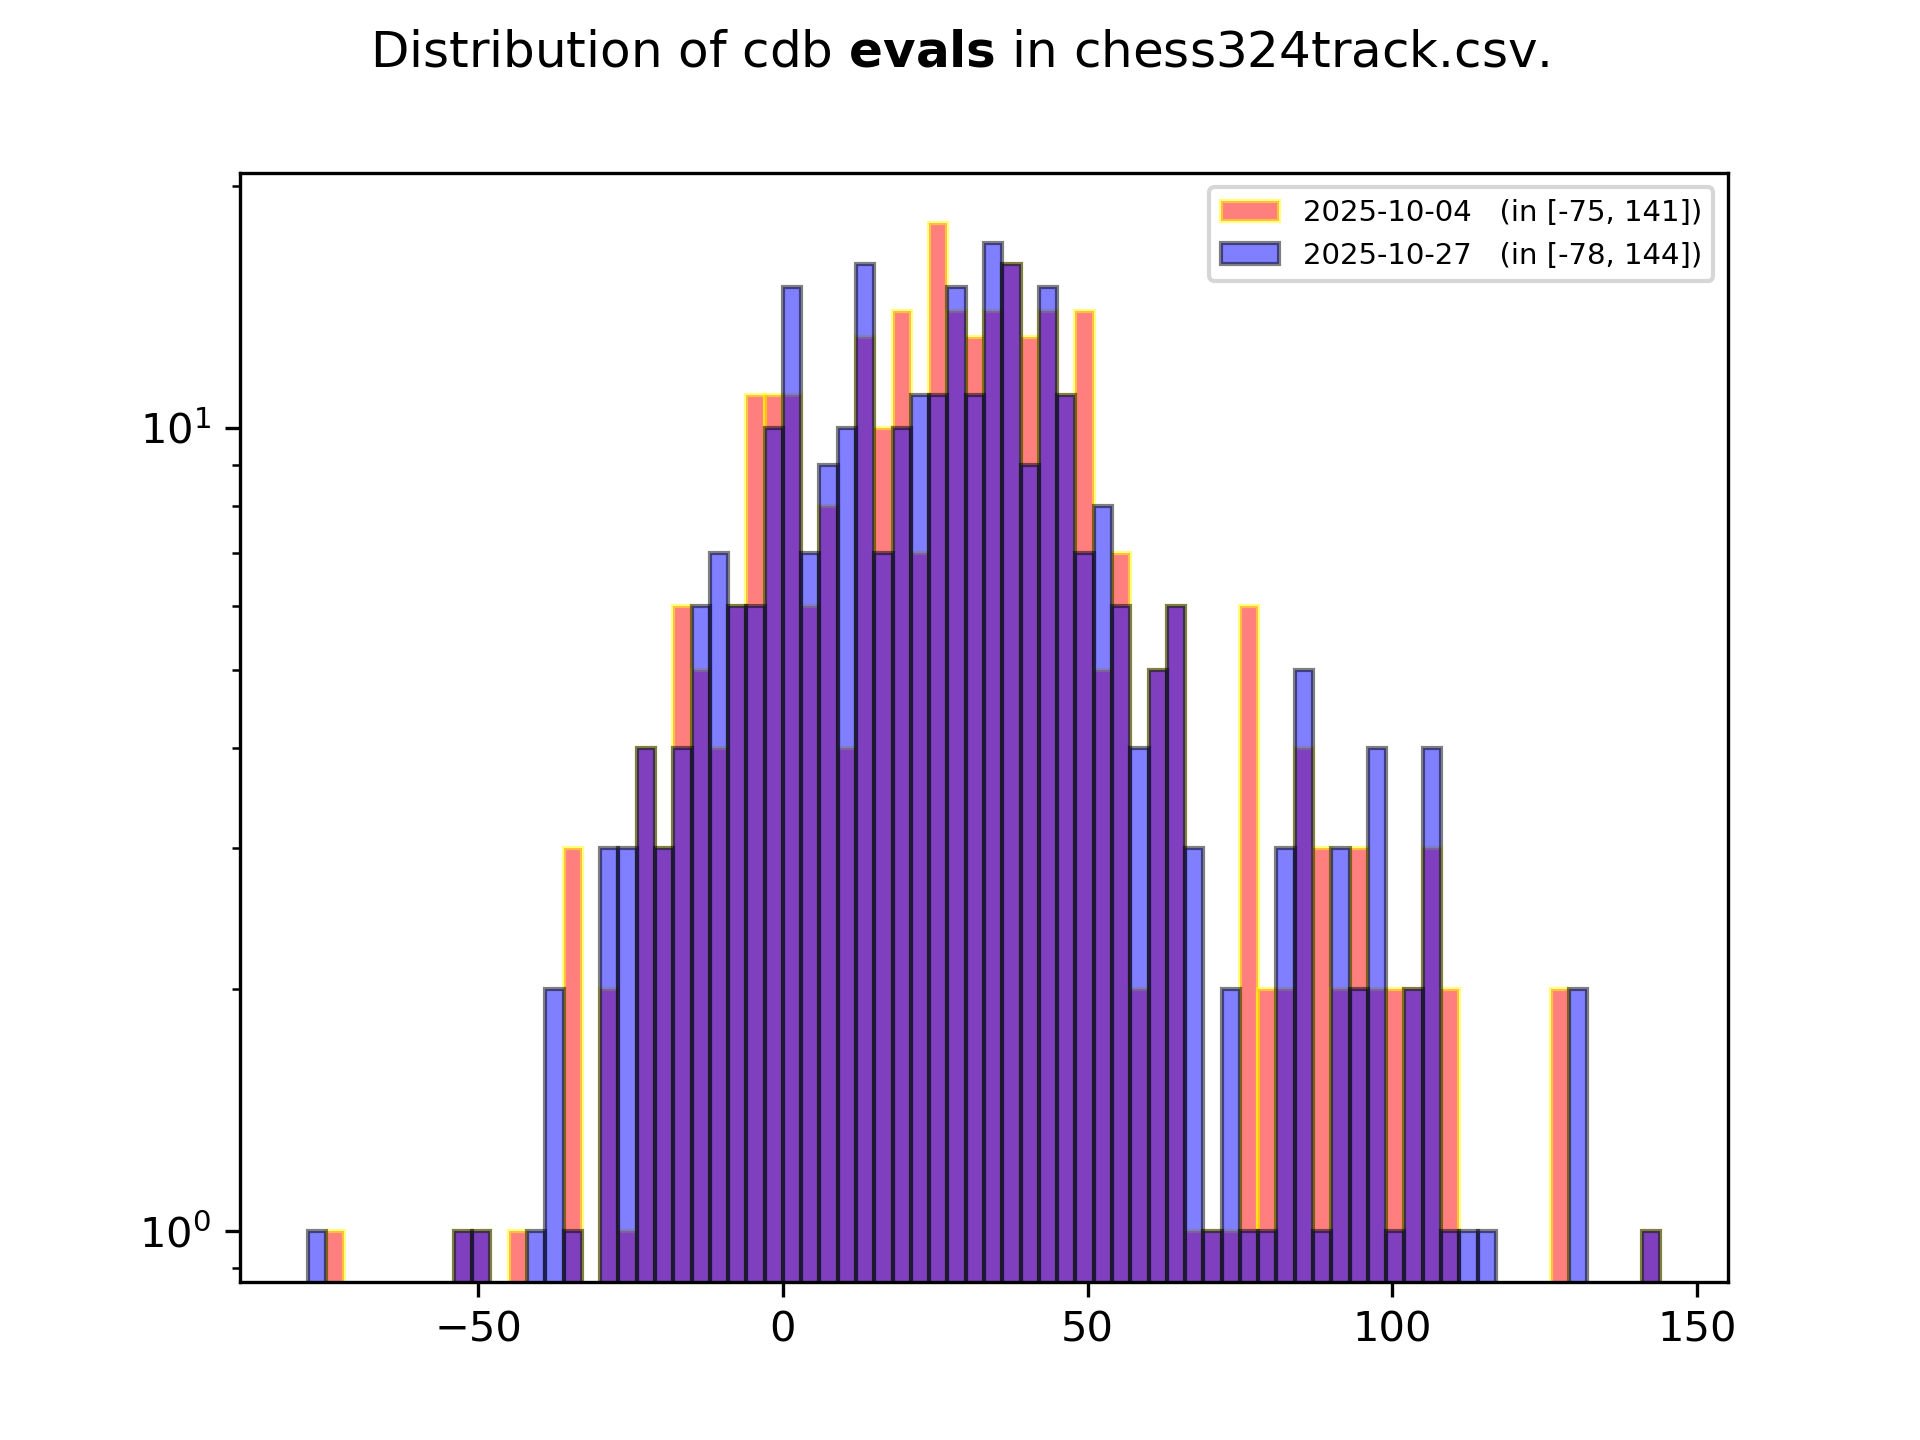 Distribution of cdb evals in chess324track.csv.
2025-10-04 (in [-75, 141])
2025-10-27 (in [-78, 144])
10¹
10⁰
−50 0 50 100 150